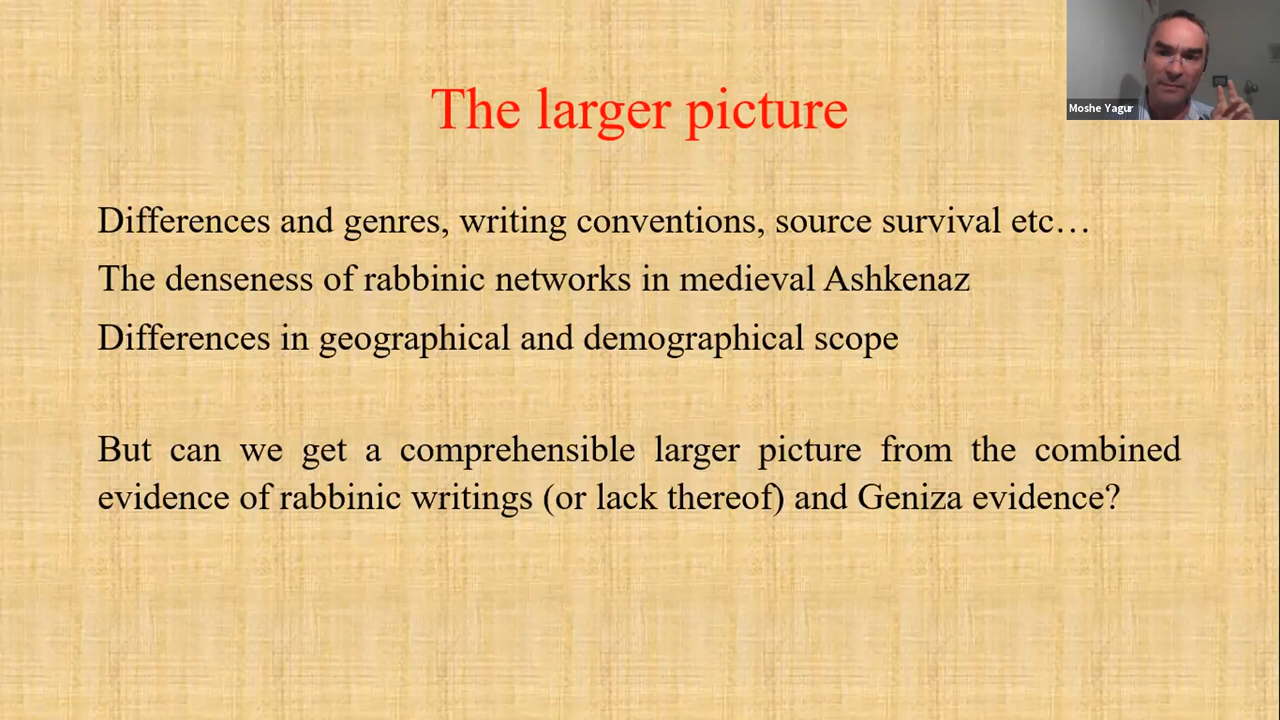 The larger picture
Moshe Yagur
Differences and genres, writing conventions, source survival etc…
The denseness of rabbinic networks in medieval Ashkenaz
Differences in geographical and demographical scope
But can we get a comprehensible larger picture from the combined
evidence of rabbinic writings (or lack thereof) and Geniza evidence?